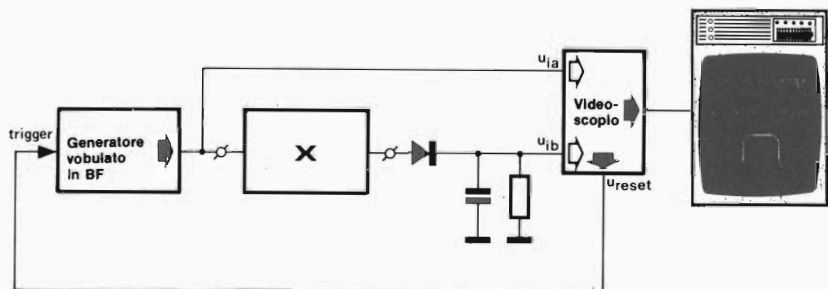 trigger
Generatore
vobulato
in BF
X
u_ia
u_ib
Video-
scopio
u_reset